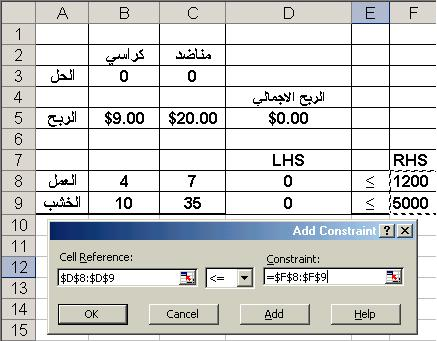 A B C D E F
1
2 كراسي مناضد
3 الحل 0 0
4 الربح الاجمالي
5 الربح $9.00 $20.00 $0.00
6
7 LHS RHS
8 العمل 4 7 0 ≤ 1200
9 الخشب 10 35 0 ≤ 5000
10
11
12
13
14
15
Add Constraint
Cell Reference: Constraint:
$D$8:$D$9 <= =$F$8:$F$9
OK Cancel Add Help